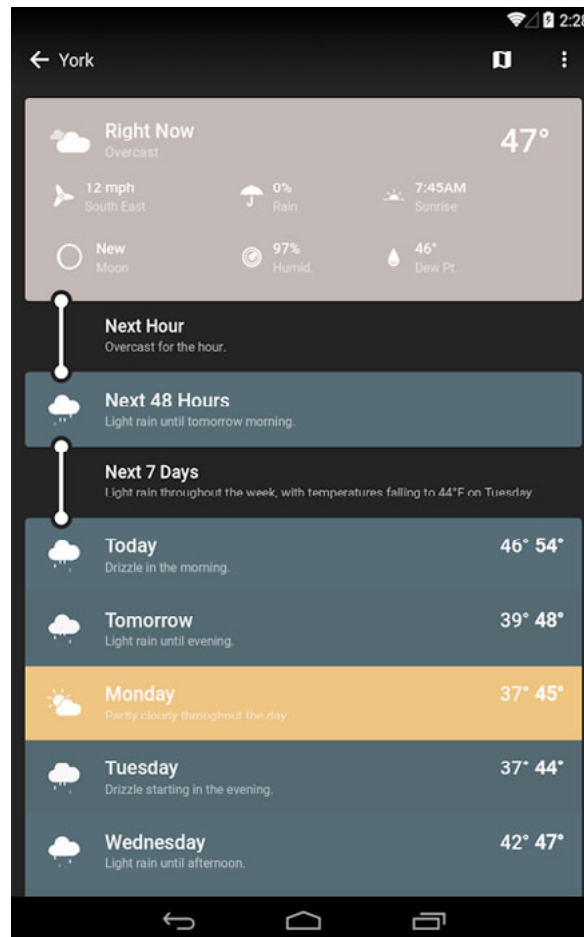 2:28
York
Right Now
Overcast
47°
12 mph
South East
0%
Rain
7:45AM
Sunrise
New
Moon
97%
Humid.
46°
Dew Pt.
Next Hour
Overcast for the hour.
Next 48 Hours
Light rain until tomorrow morning.
Next 7 Days
Light rain throughout the week, with temperatures falling to 44°F on Tuesday
Today
Drizzle in the morning.
46° 54°
Tomorrow
Light rain until evening.
39° 48°
Monday
Partly cloudy throughout the day.
37° 45°
Tuesday
Drizzle starting in the evening.
37° 44°
Wednesday
Light rain until afternoon.
42° 47°